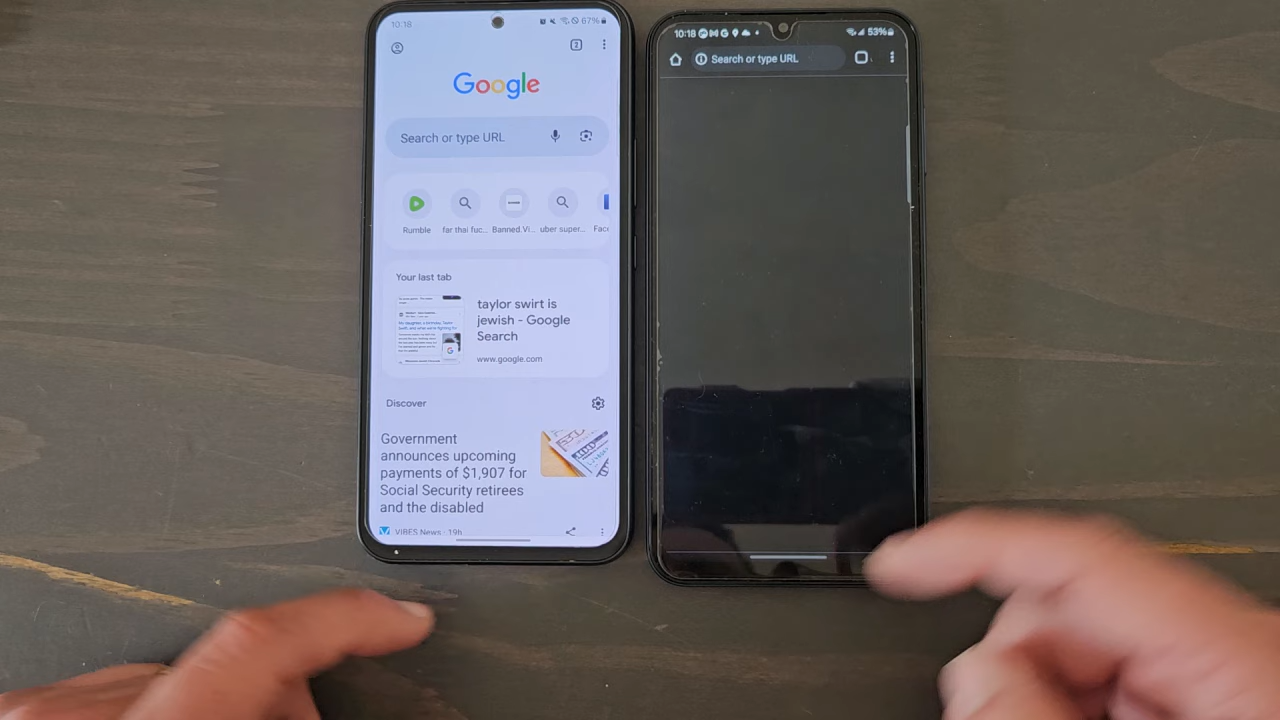 10:18
67%
2
Google
Search or type URL
Rumble
far thai fuc...
Banned.Vi...
uber super...
Face
Your last tab
taylor swirt is
jewish - Google
Search
www.google.com
Discover
Government
announces upcoming
payments of $1,907 for
Social Security retirees
and the disabled
VIBES News · 19h
10:18
53%
Search or type URL